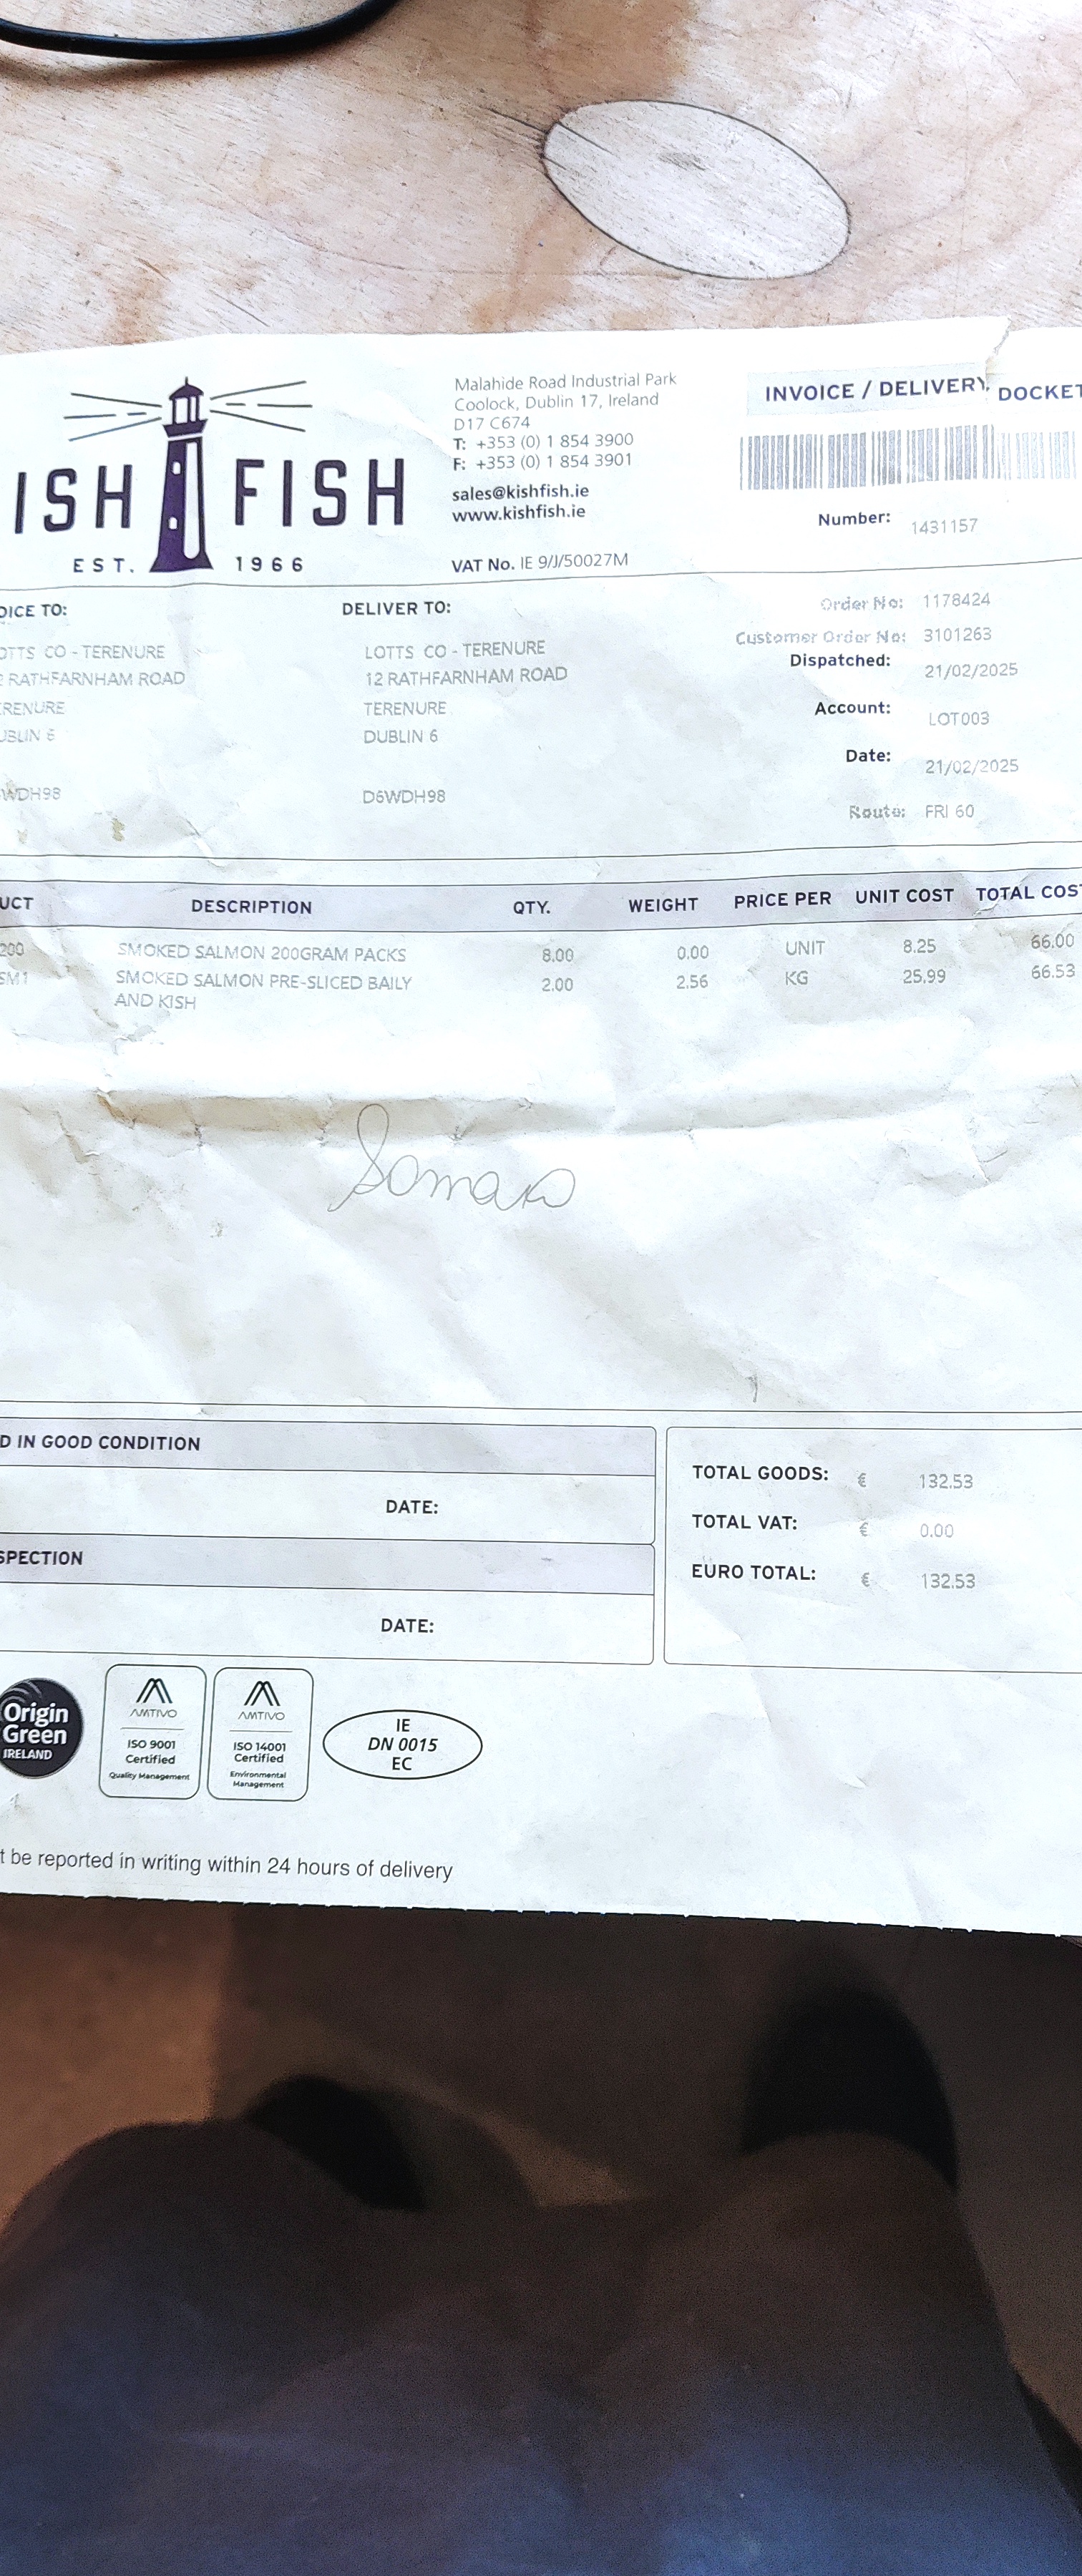 ISH FISH
EST. 1966
Malahide Road Industrial Park
Coolock, Dublin 17, Ireland
D17 C674
T: +353 (0) 1 854 3900
F: +353 (0) 1 854 3901
sales@kishfish.ie
www.kishfish.ie
VAT No. IE 9/J/50027M
INVOICE / DELIVERY DOCKET
Number: 1431157
OICE TO:
OTTS CO - TERENURE
2 RATHFARNHAM ROAD
RENURE
UBLIN 6
WDH98
DELIVER TO:
LOTTS CO - TERENURE
12 RATHFARNHAM ROAD
TERENURE
DUBLIN 6
D6WDH98
Order No: 1178424
Customer Order No: 3101263
Dispatched: 21/02/2025
Account: LOT003
Date: 21/02/2025
Route: FRI 60
UCT DESCRIPTION QTY. WEIGHT PRICE PER UNIT COST TOTAL COST
200 SMOKED SALMON 200GRAM PACKS 8.00 0.00 UNIT 8.25 66.00
SM1 SMOKED SALMON PRE-SLICED BAILY 2.00 2.56 KG 25.99 66.53
AND KISH
D IN GOOD CONDITION
DATE:
SPECTION
DATE:
TOTAL GOODS: € 132.53
TOTAL VAT: € 0.00
EURO TOTAL: € 132.53
Origin
Green
IRELAND
AMTIVO
ISO 9001
Certified
Quality Management
AMTIVO
ISO 14001
Certified
Environmental
Management
IE
DN 0015
EC
t be reported in writing within 24 hours of delivery